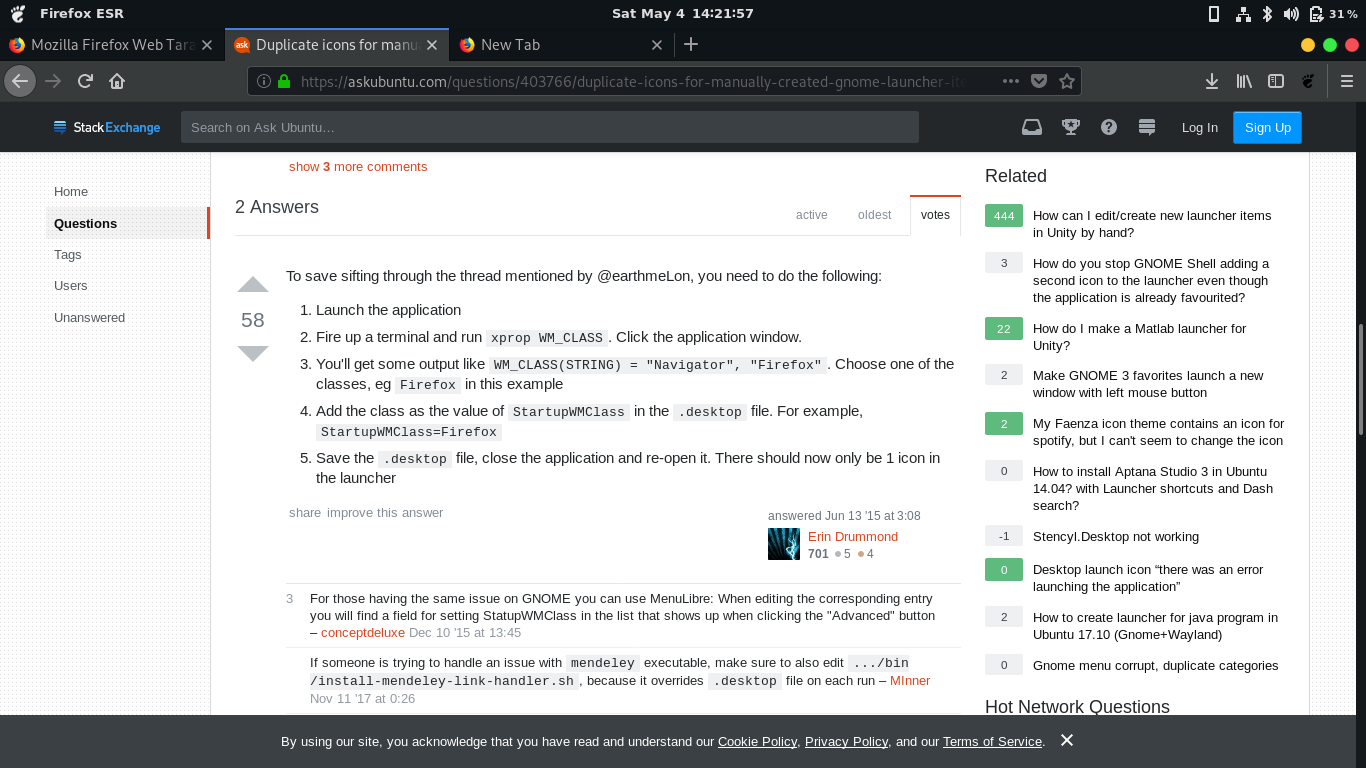 Firefox ESR
Sat May 4 14:21:57
31 %
Mozilla Firefox Web Tara
Duplicate icons for manu
New Tab
https://askubuntu.com/questions/403766/duplicate-icons-for-manually-created-gnome-launcher-ite
StackExchange
Search on Ask Ubuntu…
Log In
Sign Up
Home
Questions
Tags
Users
Unanswered
show 3 more comments
2 Answers
active
oldest
votes
58
To save sifting through the thread mentioned by @earthmeLon, you need to do the following:
1. Launch the application
2. Fire up a terminal and run xprop WM_CLASS. Click the application window.
3. You'll get some output like WM_CLASS(STRING) = "Navigator", "Firefox". Choose one of the
classes, eg Firefox in this example
4. Add the class as the value of StartupWMClass in the .desktop file. For example,
StartupWMClass=Firefox
5. Save the .desktop file, close the application and re-open it. There should now only be 1 icon in
the launcher
share improve this answer
answered Jun 13 '15 at 3:08
Erin Drummond
701 5 4
3 For those having the same issue on GNOME you can use MenuLibre: When editing the corresponding entry
you will find a field for setting StatupWMClass in the list that shows up when clicking the "Advanced" button
– conceptdeluxe Dec 10 '15 at 13:45
If someone is trying to handle an issue with mendeley executable, make sure to also edit .../bin
/install-mendeley-link-handler.sh, because it overrides .desktop file on each run – MInner
Nov 11 '17 at 0:26
Related
444 How can I edit/create new launcher items
in Unity by hand?
3 How do you stop GNOME Shell adding a
second icon to the launcher even though
the application is already favourited?
22 How do I make a Matlab launcher for
Unity?
2 Make GNOME 3 favorites launch a new
window with left mouse button
2 My Faenza icon theme contains an icon for
spotify, but I can't seem to change the icon
0 How to install Aptana Studio 3 in Ubuntu
14.04? with Launcher shortcuts and Dash
search?
-1 Stencyl.Desktop not working
0 Desktop launch icon “there was an error
launching the application”
2 How to create launcher for java program in
Ubuntu 17.10 (Gnome+Wayland)
0 Gnome menu corrupt, duplicate categories
Hot Network Questions
By using our site, you acknowledge that you have read and understand our Cookie Policy, Privacy Policy, and our Terms of Service.